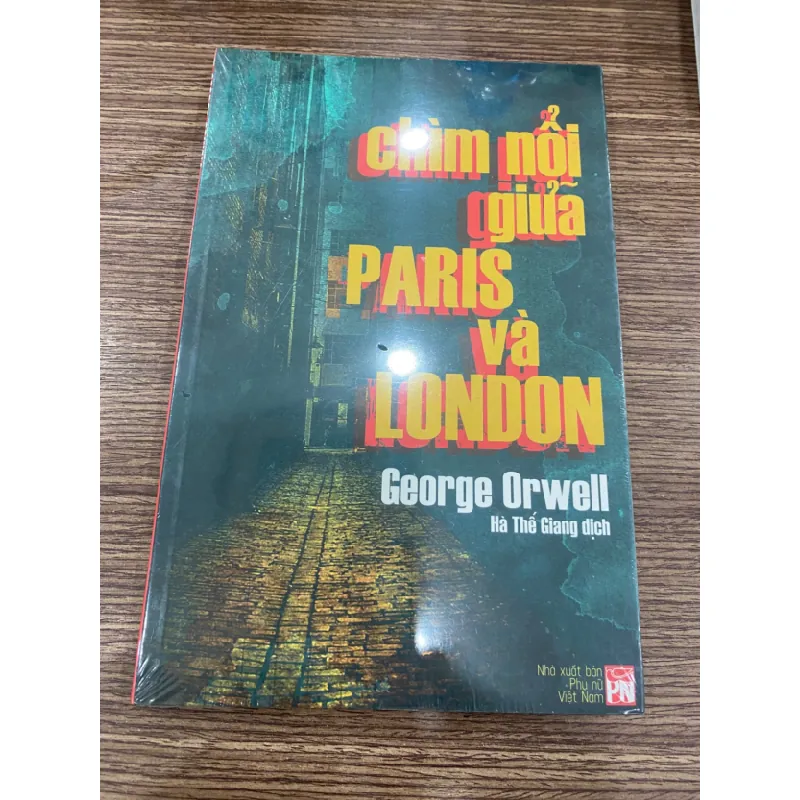 chìm nổi
giữa
PARIS
và
LONDON
George Orwell
Hà Thế Giang dịch
Nhà xuất bản
Phụ nữ
Việt Nam
PN